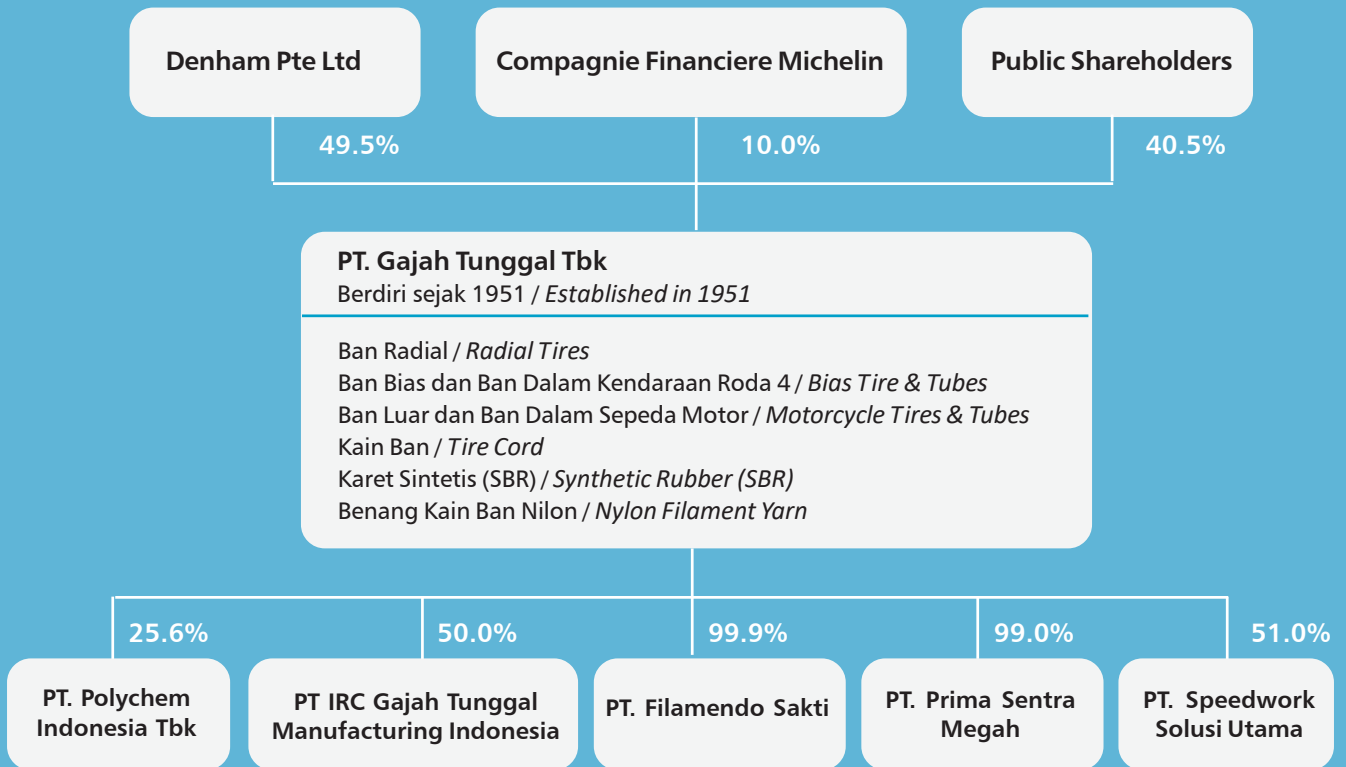 Denham Pte Ltd
Compagnie Financiere Michelin
Public Shareholders
49.5%
10.0%
40.5%
PT. Gajah Tunggal Tbk
Berdiri sejak 1951 / Established in 1951
Ban Radial / Radial Tires
Ban Bias dan Ban Dalam Kendaraan Roda 4 / Bias Tire & Tubes
Ban Luar dan Ban Dalam Sepeda Motor / Motorcycle Tires & Tubes
Kain Ban / Tire Cord
Karet Sintetis (SBR) / Synthetic Rubber (SBR)
Benang Kain Ban Nilon / Nylon Filament Yarn
25.6%
50.0%
99.9%
99.0%
51.0%
PT. Polychem
Indonesia Tbk
PT IRC Gajah Tunggal
Manufacturing Indonesia
PT. Filamendo Sakti
PT. Prima Sentra
Megah
PT. Speedwork
Solusi Utama